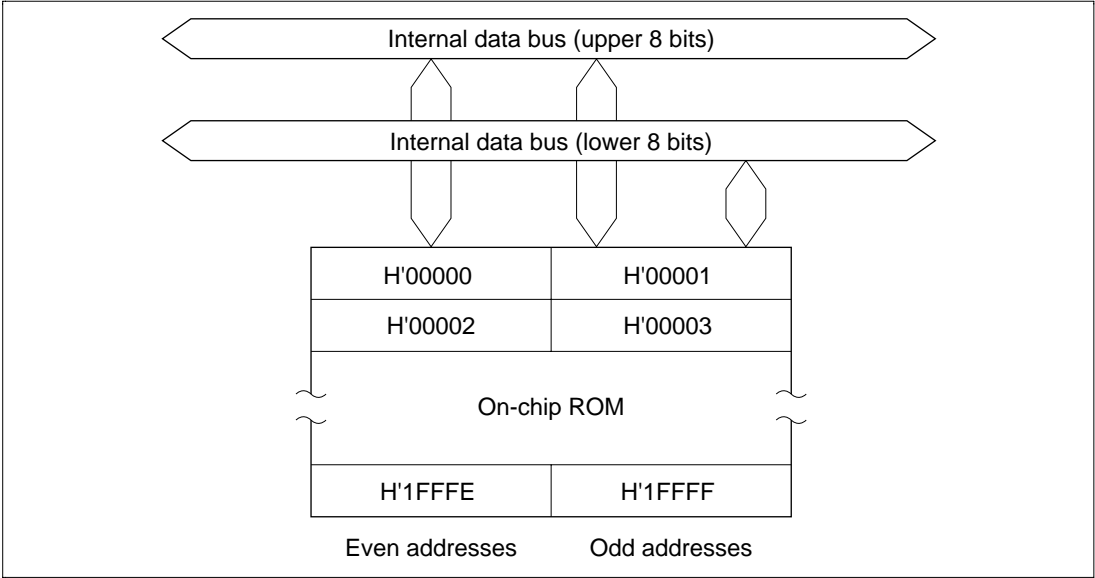 Internal data bus (upper 8 bits)
Internal data bus (lower 8 bits)
H'00000 H'00001
H'00002 H'00003
On-chip ROM
H'1FFFE H'1FFFF
Even addresses Odd addresses